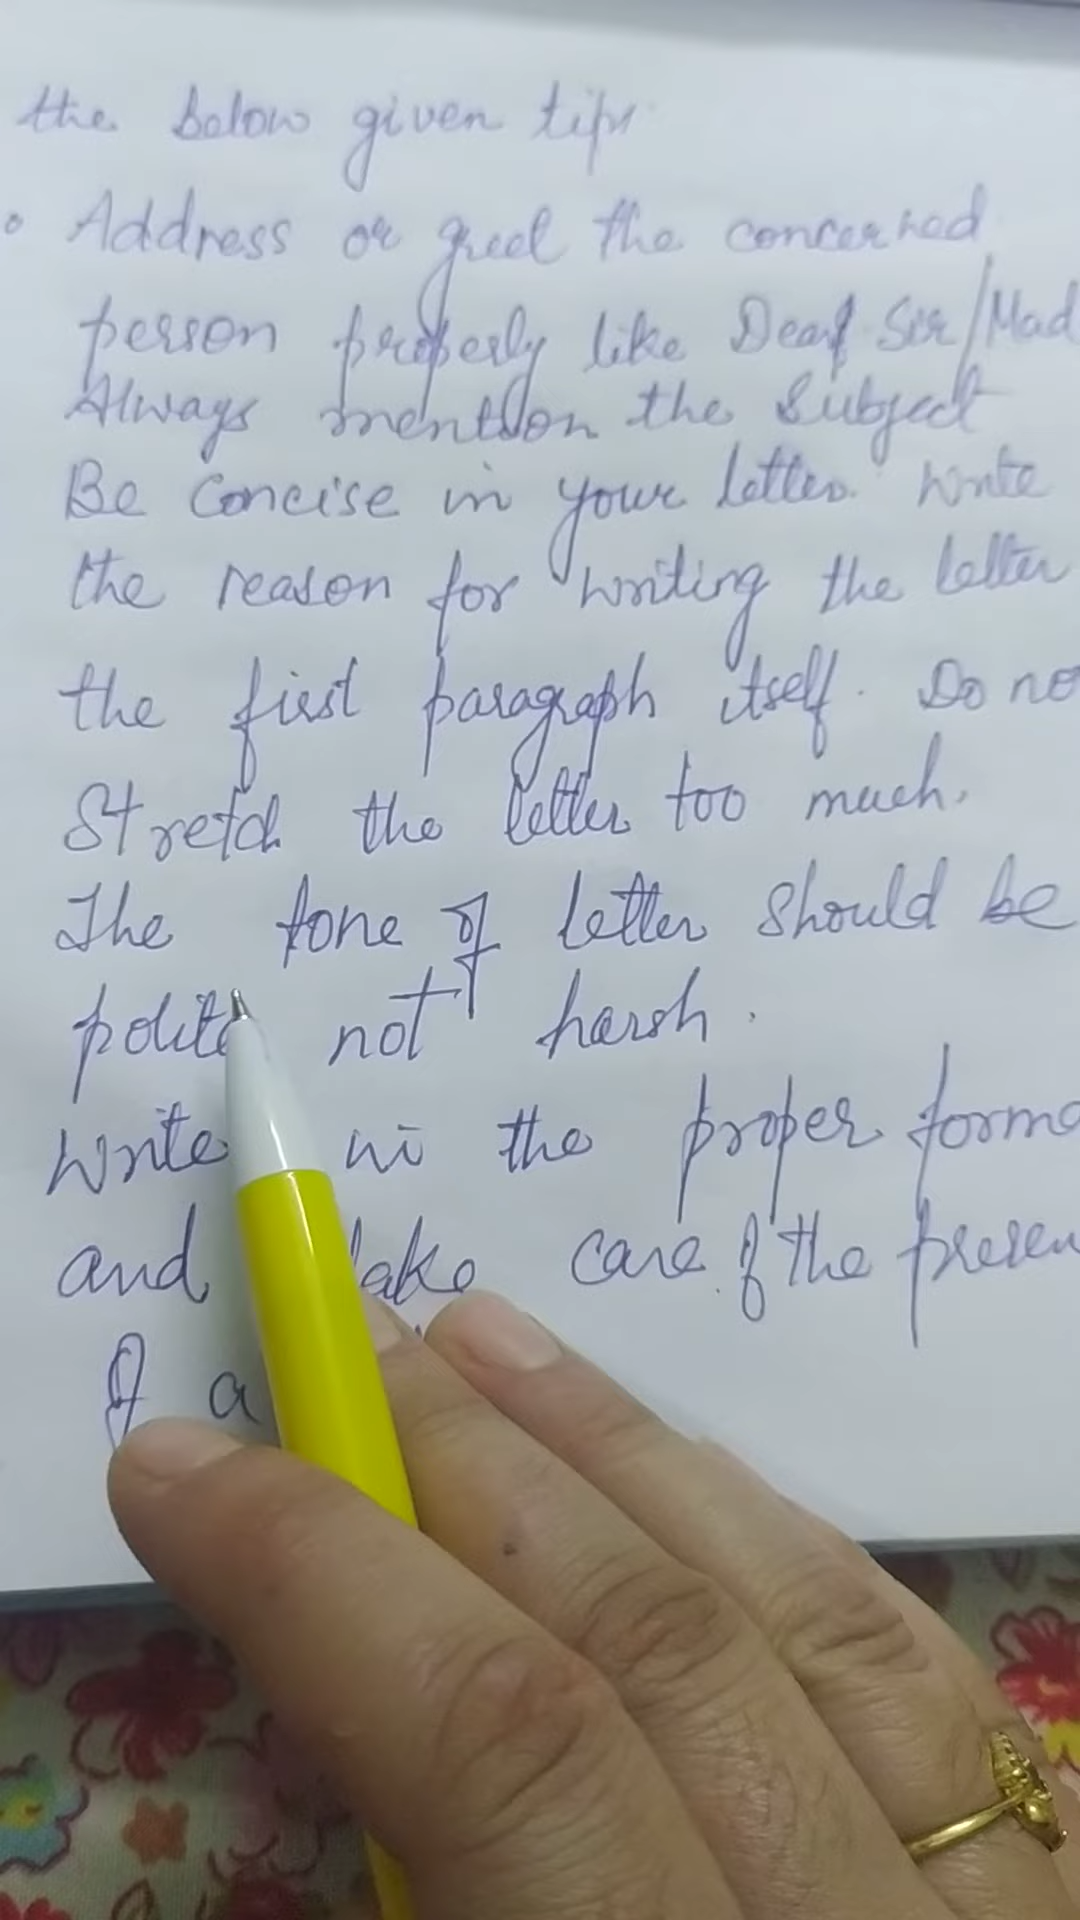 the below given tips
• Address or greet the concerned
person properly like Dear Sir/Mad
Always mention the Subject
Be Concise in your letter. Write
the reason for writing the letter
the first paragraph itself. Do no
Stretch the letter too much.
The tone of letter should be
polite not harsh.
Write in the proper forma
and take care of the presen
of a